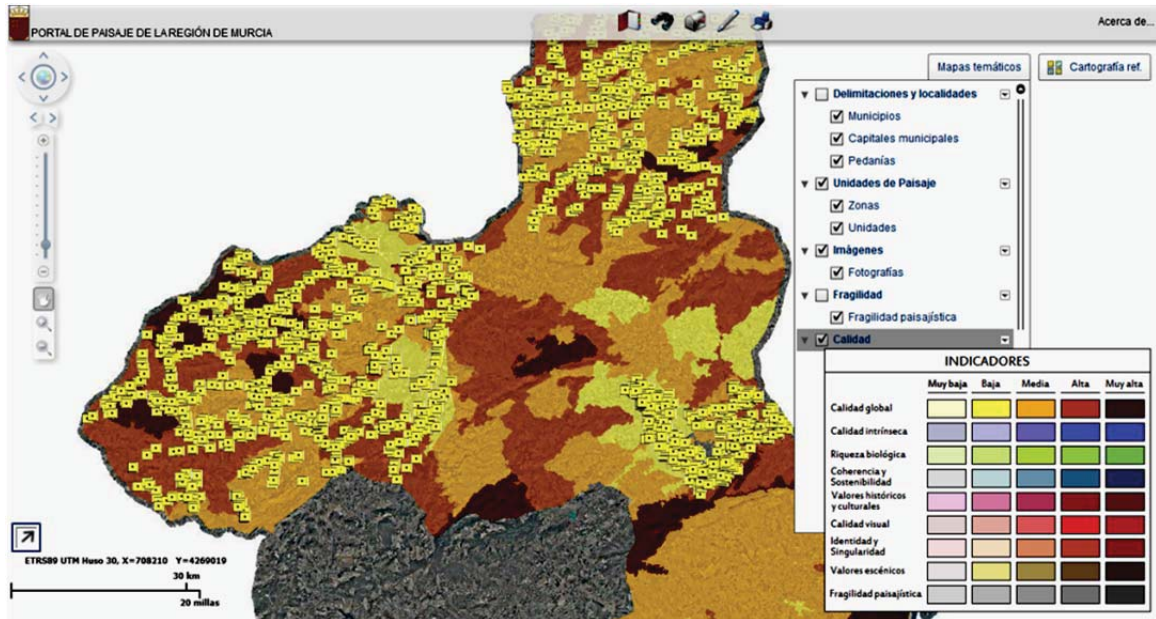 PORTAL DE PAISAJE DE LA REGIÓN DE MURCIA
Acerca de...
Mapas temáticos
Cartografía ref.
Delimitaciones y localidades
Municipios
Capitales municipales
Pedanías
Unidades de Paisaje
Zonas
Unidades
Imágenes
Fotografías
Fragilidad
Fragilidad paisajística
Calidad
INDICADORES
Muy baja Baja Media Alta Muy alta
Calidad global
Calidad intrínseca
Riqueza biológica
Coherencia y
Sostenibilidad
Valores históricos
y culturales
Calidad visual
Identidad y
Singularidad
Valores escénicos
Fragilidad paisajística
ETRS89 UTM Huso 30, X=708210 Y=4269019
30 km
20 millas